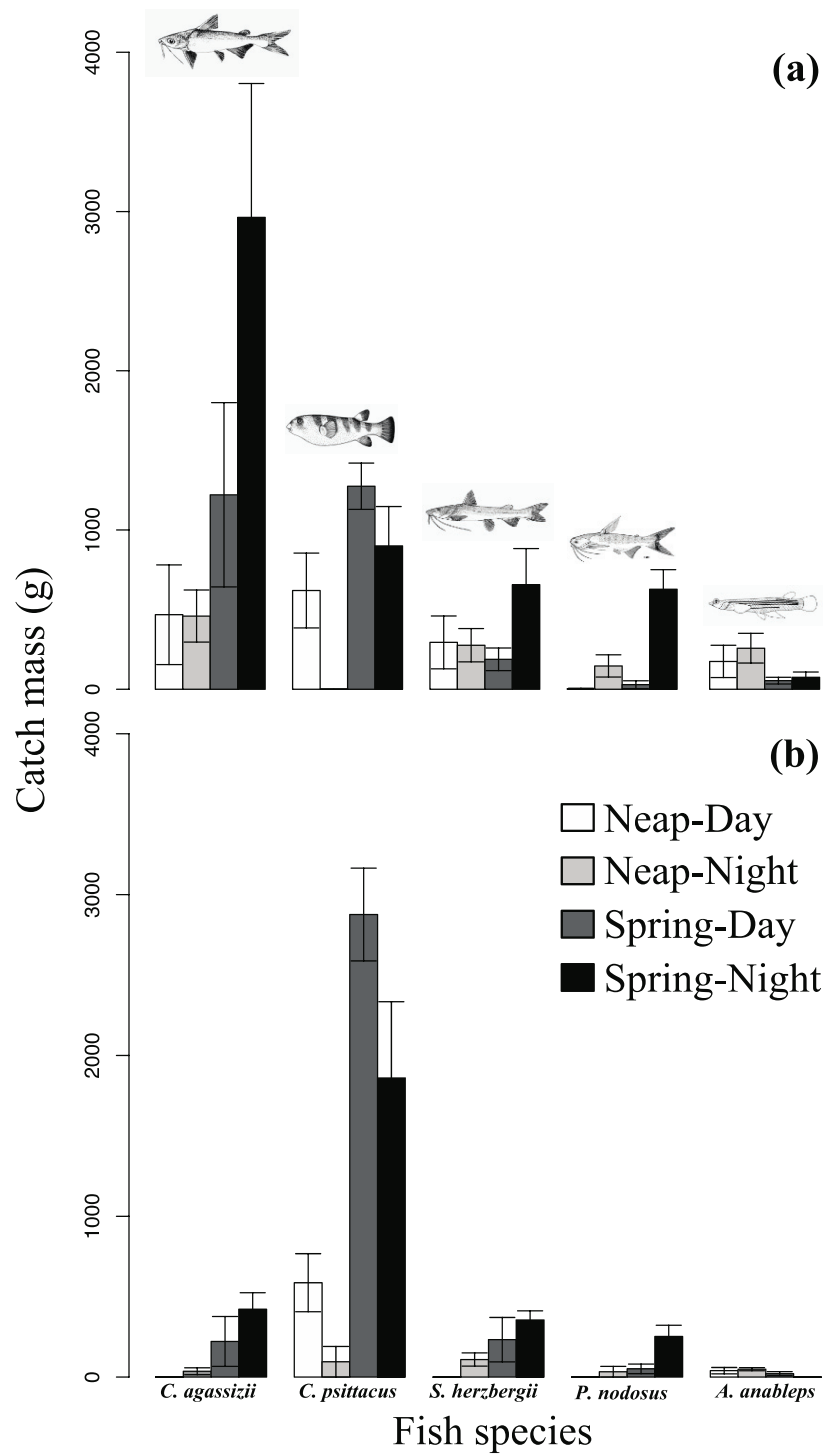 (a)
4000
3000
2000
1000
0
Catch mass (g)
(b)
4000
3000
2000
1000
0
Neap-Day
Neap-Night
Spring-Day
Spring-Night
C. agassizii C. psittacus S. herzbergii P. nodosus A. anableps
Fish species